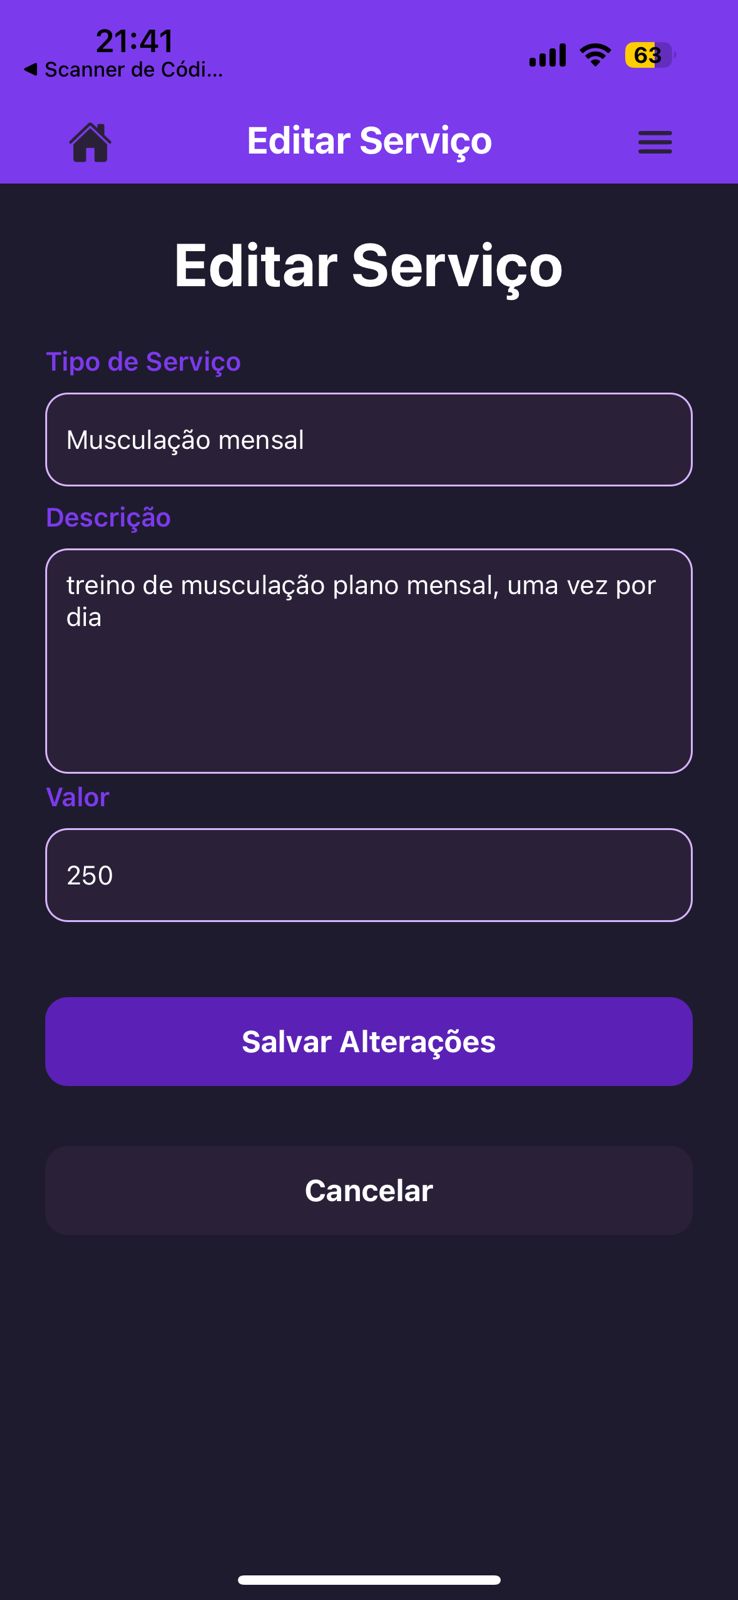 21:41
◀ Scanner de Códi...
63
Editar Serviço
Editar Serviço
Tipo de Serviço
Musculação mensal
Descrição
treino de musculação plano mensal, uma vez por
dia
Valor
250
Salvar Alterações
Cancelar